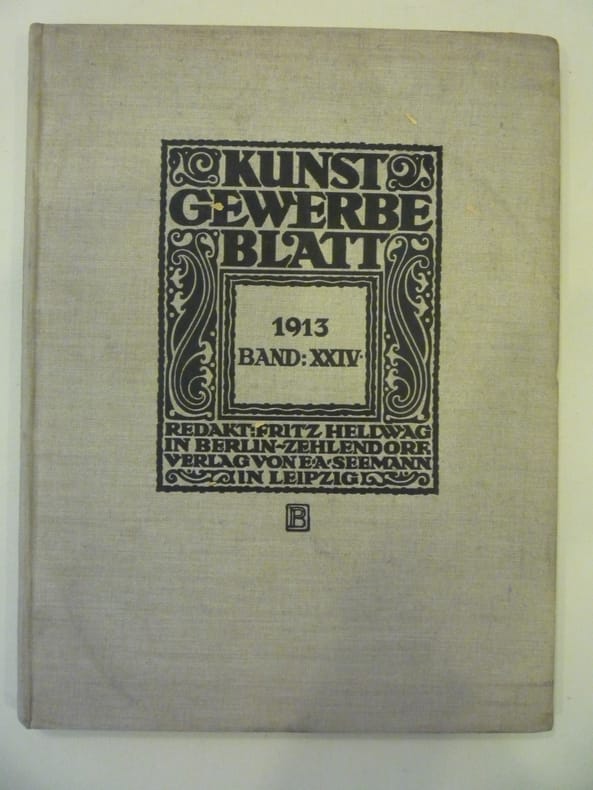 KUNST
GEWERBE
BLATT
1913
BAND: XXIV·
REDAKT: FRITZ HELLWAG
IN BERLIN-ZEHLENDORF.
VERLAG VON E·A·SEEMANN
IN LEIPZIG
B